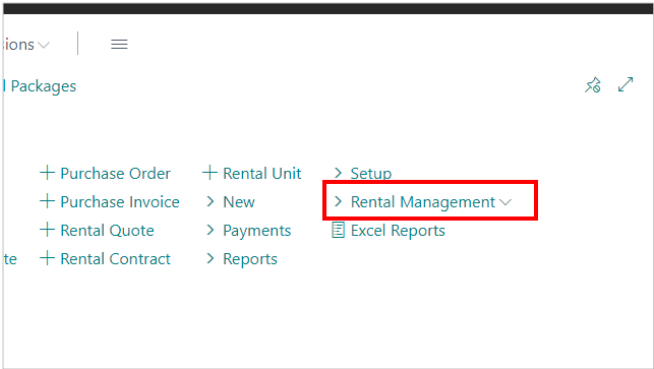 sions
l Packages
+ Purchase Order + Rental Unit > Setup
+ Purchase Invoice > New > Rental Management
+ Rental Quote > Payments Excel Reports
te + Rental Contract > Reports